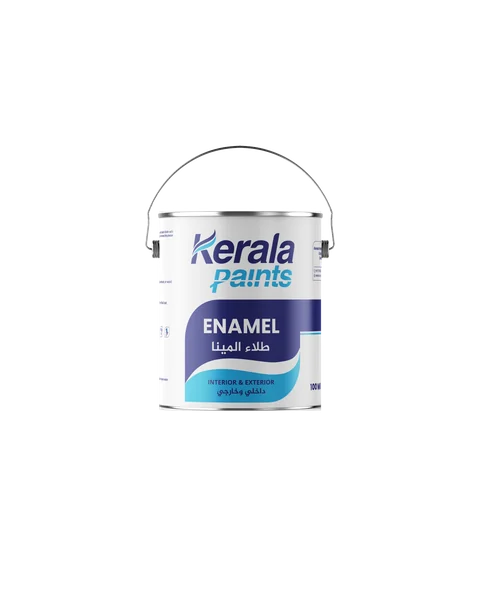 Kerala
paints
ENAMEL
طلاء المينا
INTERIOR & EXTERIOR
داخلي وخارجي